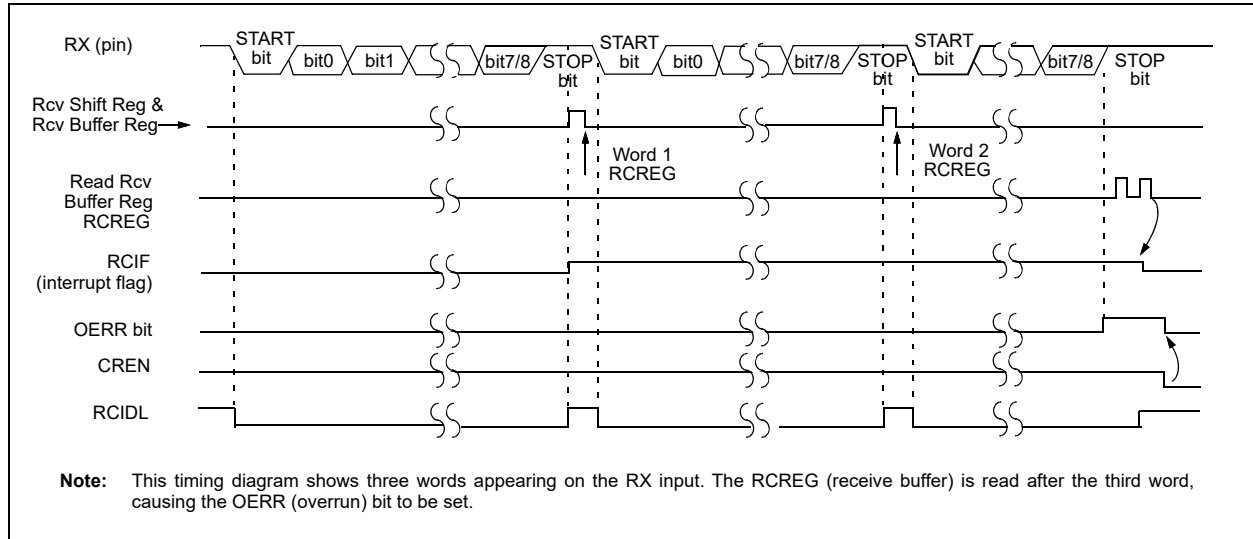 RX (pin)
START
bit
bit0
bit1
bit7/8
STOP
bit
START
bit
bit0
bit7/8
STOP
bit
START
bit
bit7/8
STOP
bit
Rcv Shift Reg &
Rcv Buffer Reg
Word 1
RCREG
Word 2
RCREG
Read Rcv
Buffer Reg
RCREG
RCIF
(interrupt flag)
OERR bit
CREN
RCIDL
Note: This timing diagram shows three words appearing on the RX input. The RCREG (receive buffer) is read after the third word,
causing the OERR (overrun) bit to be set.